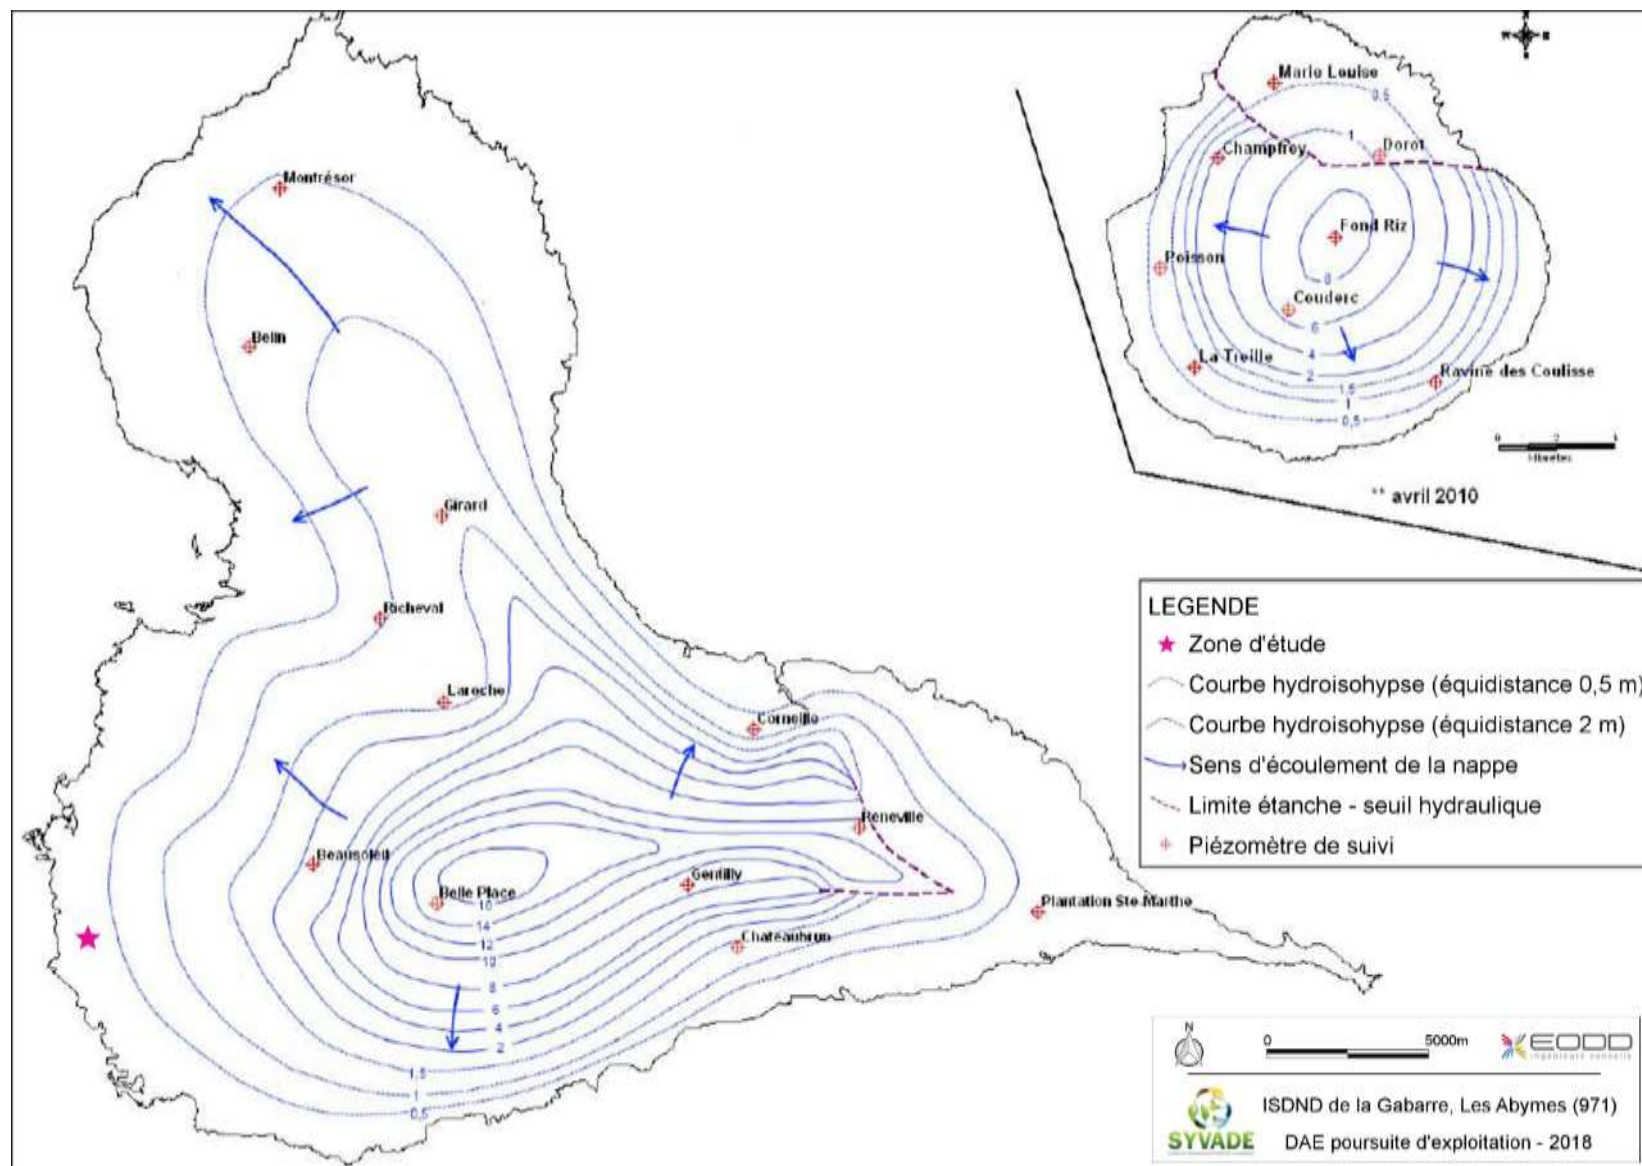 Montrésor
Belin
Girard
Richeval
Laroche
Corneille
Beausoleil
Reneville
Belle Place
Gentilly
Plantation Ste-Marthe
Chateaubrun
14
12
10
8
6
4
2
1,5
1
0,5
Marie Louise
0,5
1
Dorot
Champfrey
Fond Riz
8
Poisson
Couderc
6
4
La Treille
2
1,5
1
0,5
Ravine des Coulisse
** avril 2010
LEGENDE
Zone d'étude
Courbe hydroisohypse (équidistance 0,5 m)
Courbe hydroisohypse (équidistance 2 m)
Sens d'écoulement de la nappe
Limite étanche - seuil hydraulique
Piézomètre de suivi
N
0 5000m
EODD
ingénieurs conseils
SYVADE
ISDND de la Gabarre, Les Abymes (971)
DAE poursuite d'exploitation - 2018